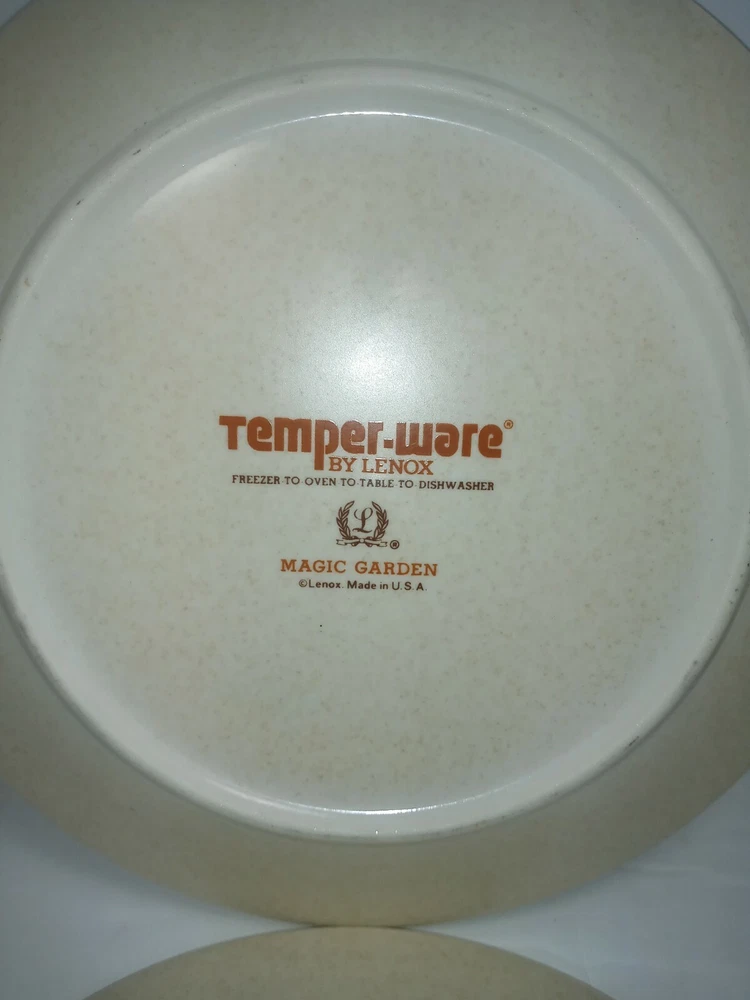 Temper-ware®
BY LENOX
FREEZER-TO-OVEN-TO-TABLE-TO-DISHWASHER
L
®
MAGIC GARDEN
©Lenox. Made in U.S.A.